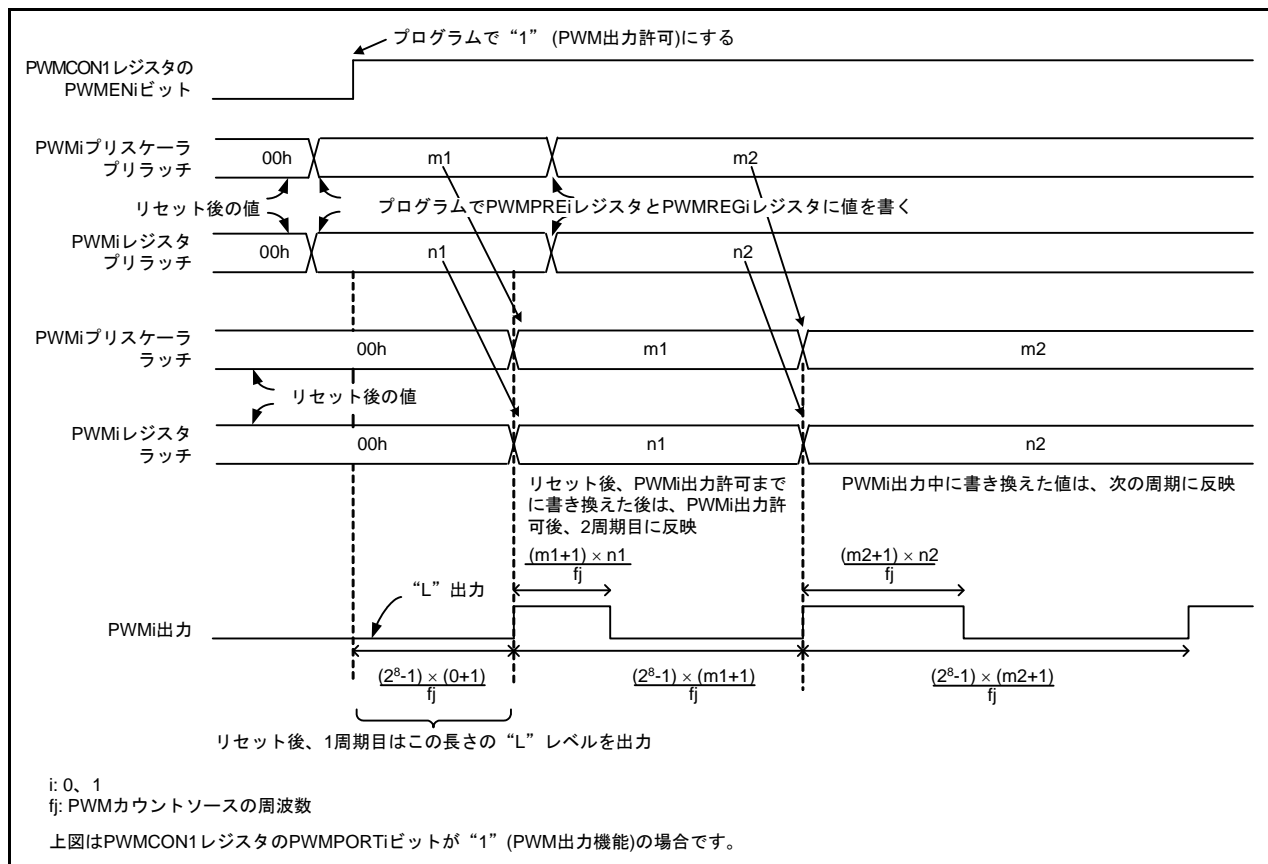 プログラムで“1” (PWM出力許可)にする
PWMCON1レジスタの
PWMENiビット
PWMiプリスケーラ
プリラッチ
00h
m1
m2
リセット後の値
プログラムでPWMPREiレジスタとPWMREGiレジスタに値を書く
PWMiレジスタ
プリラッチ
00h
n1
n2
PWMiプリスケーラ
ラッチ
00h
m1
m2
リセット後の値
PWMiレジスタ
ラッチ
00h
n1
n2
リセット後、PWMi出力許可まで
に書き換えた後は、PWMi出力許
可後、2周期目に反映
PWMi出力中に書き換えた値は、次の周期に反映
(m1+1) × n1
fj
(m2+1) × n2
fj
“L” 出力
PWMi出力
(2⁸-1) × (0+1)
fj
(2⁸-1) × (m1+1)
fj
(2⁸-1) × (m2+1)
fj
リセット後、1周期目はこの長さの“L” レベルを出力
i: 0、1
fj: PWMカウントソースの周波数
上図はPWMCON1レジスタのPWMPORTiビットが“1” (PWM出力機能)の場合です。